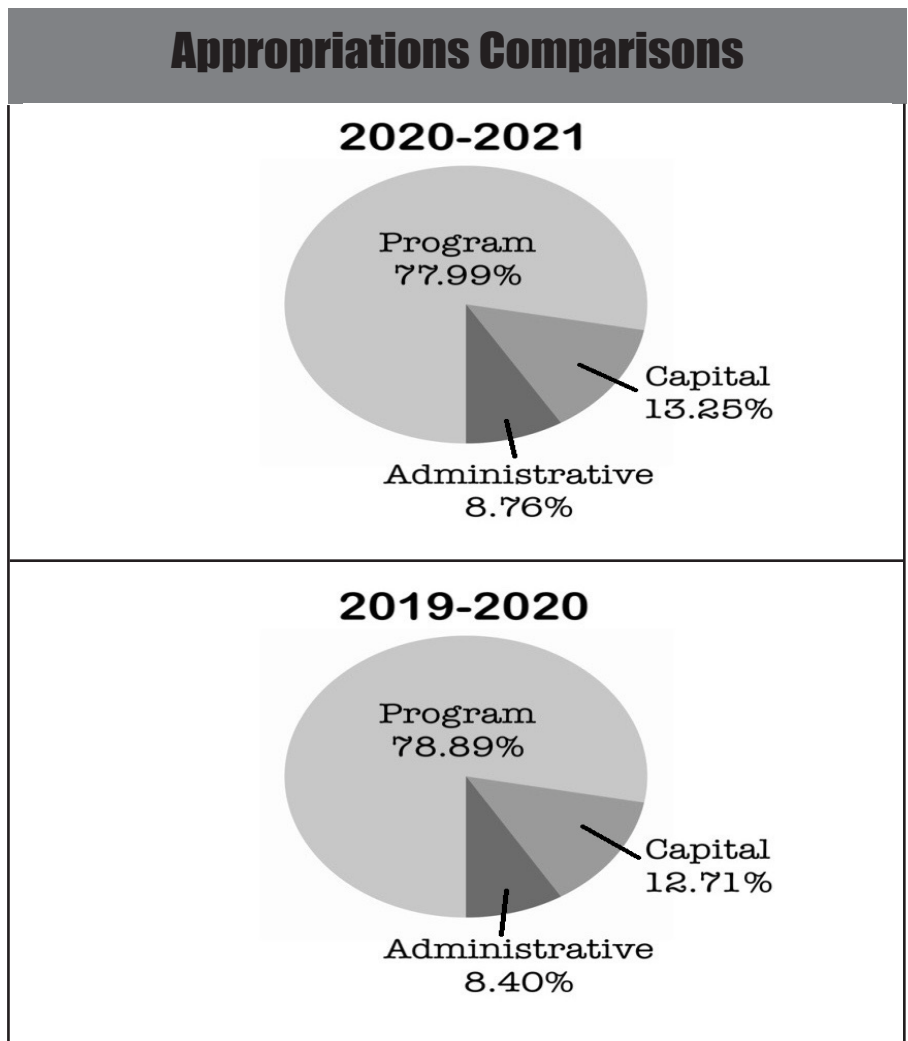 Appropriations Comparisons
2020-2021
Program
77.99%
Capital
13.25%
Administrative
8.76%
2019-2020
Program
78.89%
Capital
12.71%
Administrative
8.40%